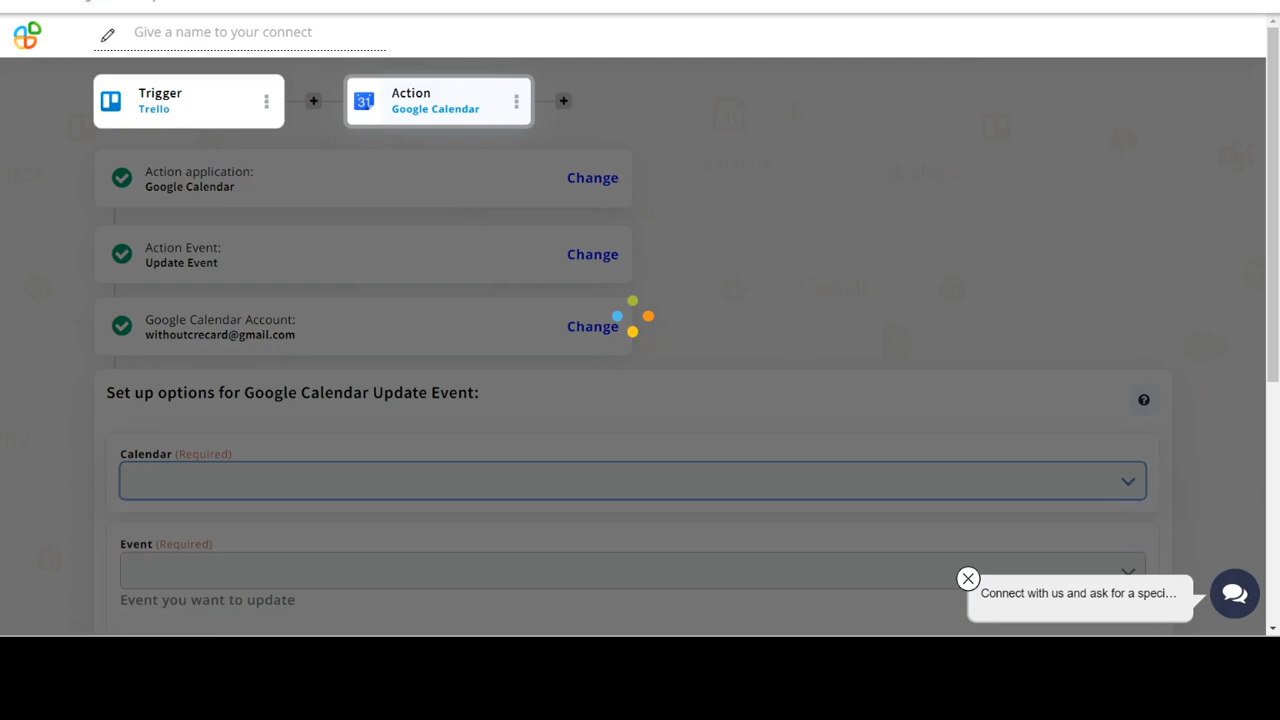 Give a name to your connect
Trigger
Trello
31
Action
Google Calendar
Action application:
Google Calendar
Change
Action Event:
Update Event
Change
Google Calendar Account:
withoutcrecard@gmail.com
Change
Set up options for Google Calendar Update Event:
Calendar (Required)
Event (Required)
Event you want to update
Connect with us and ask for a speci...